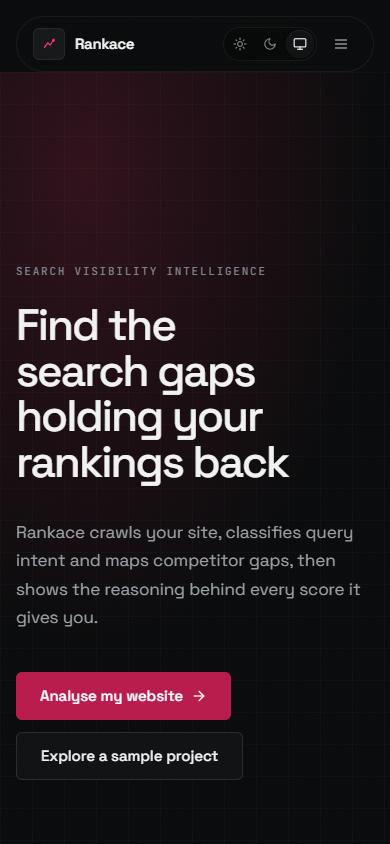 Rankace
SEARCH VISIBILITY INTELLIGENCE
Find the
search gaps
holding your
rankings back
Rankace crawls your site, classifies query
intent and maps competitor gaps, then
shows the reasoning behind every score it
gives you.
Analyse my website →
Explore a sample project